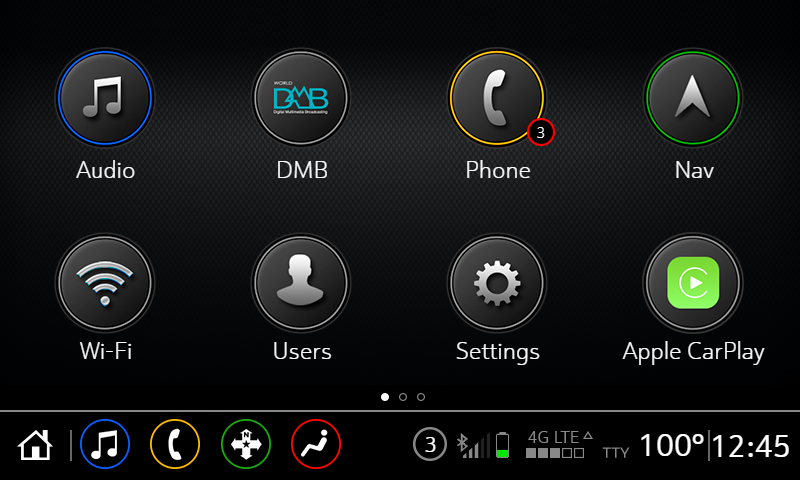 WORLD
DMB
Digital Multimedia Broadcasting
3
Audio
DMB
Phone
Nav
Wi-Fi
Users
Settings
Apple CarPlay
N
3
4G LTE
TTY
100°
12:45